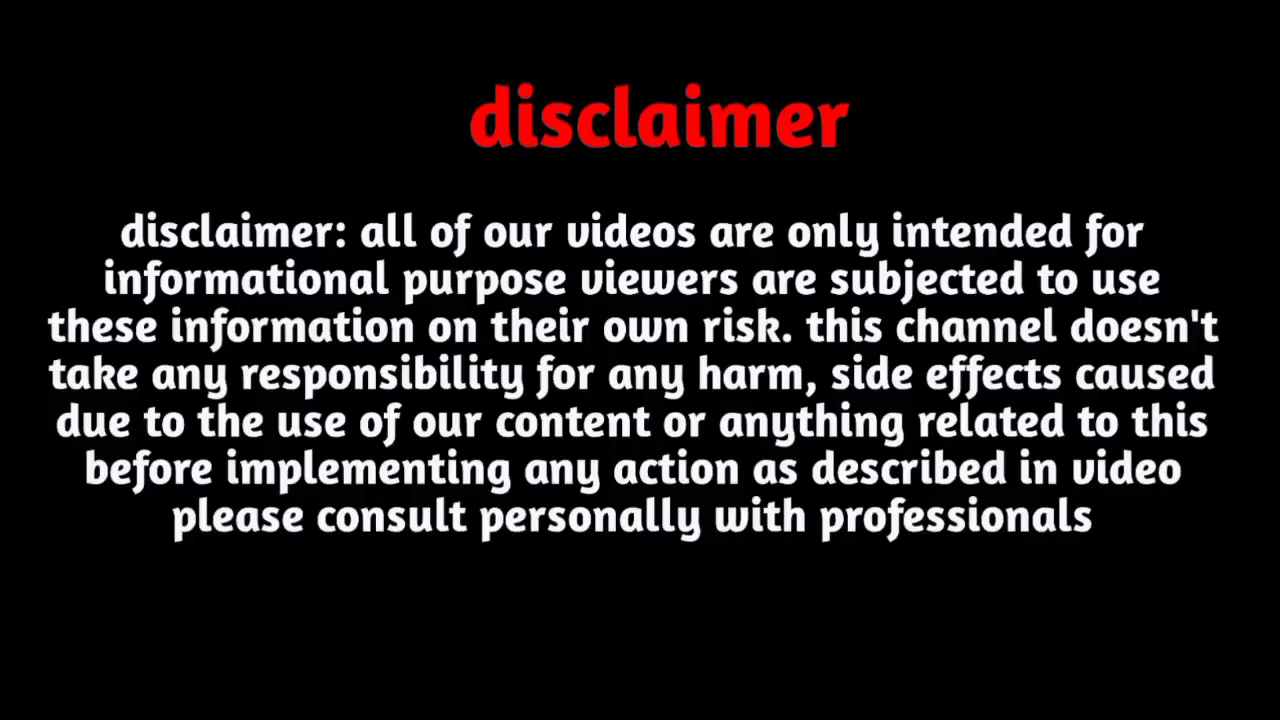 disclaimer
disclaimer: all of our videos are only intended for
informational purpose viewers are subjected to use
these information on their own risk. this channel doesn't
take any responsibility for any harm, side effects caused
due to the use of our content or anything related to this
before implementing any action as described in video
please consult personally with professionals